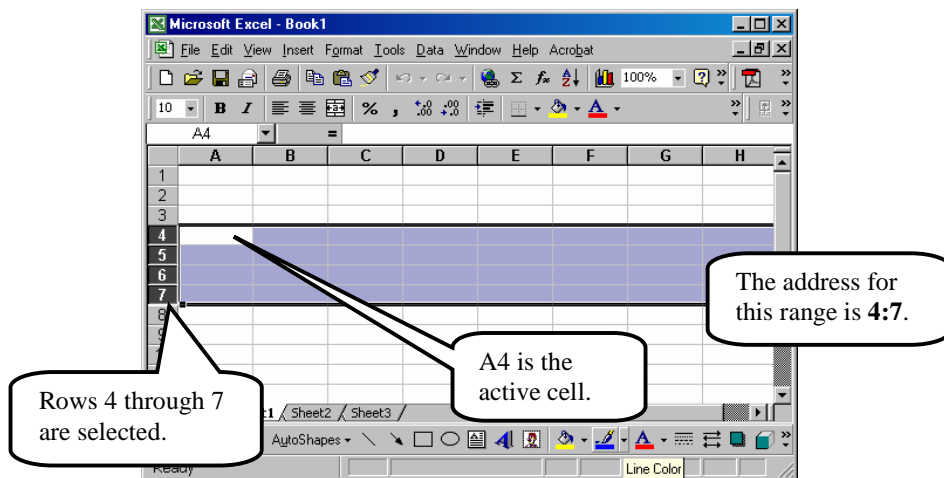 Microsoft Excel - Book1
File Edit View Insert Format Tools Data Window Help Acrobat
100%
10 B I % ,
A4 =
A B C D E F G H
1
2
3
4
5
6
7
8
The address for
this range is 4:7.
A4 is the
active cell.
Rows 4 through 7
are selected.
Sheet2 Sheet3
AutoShapes
Ready
Line Color